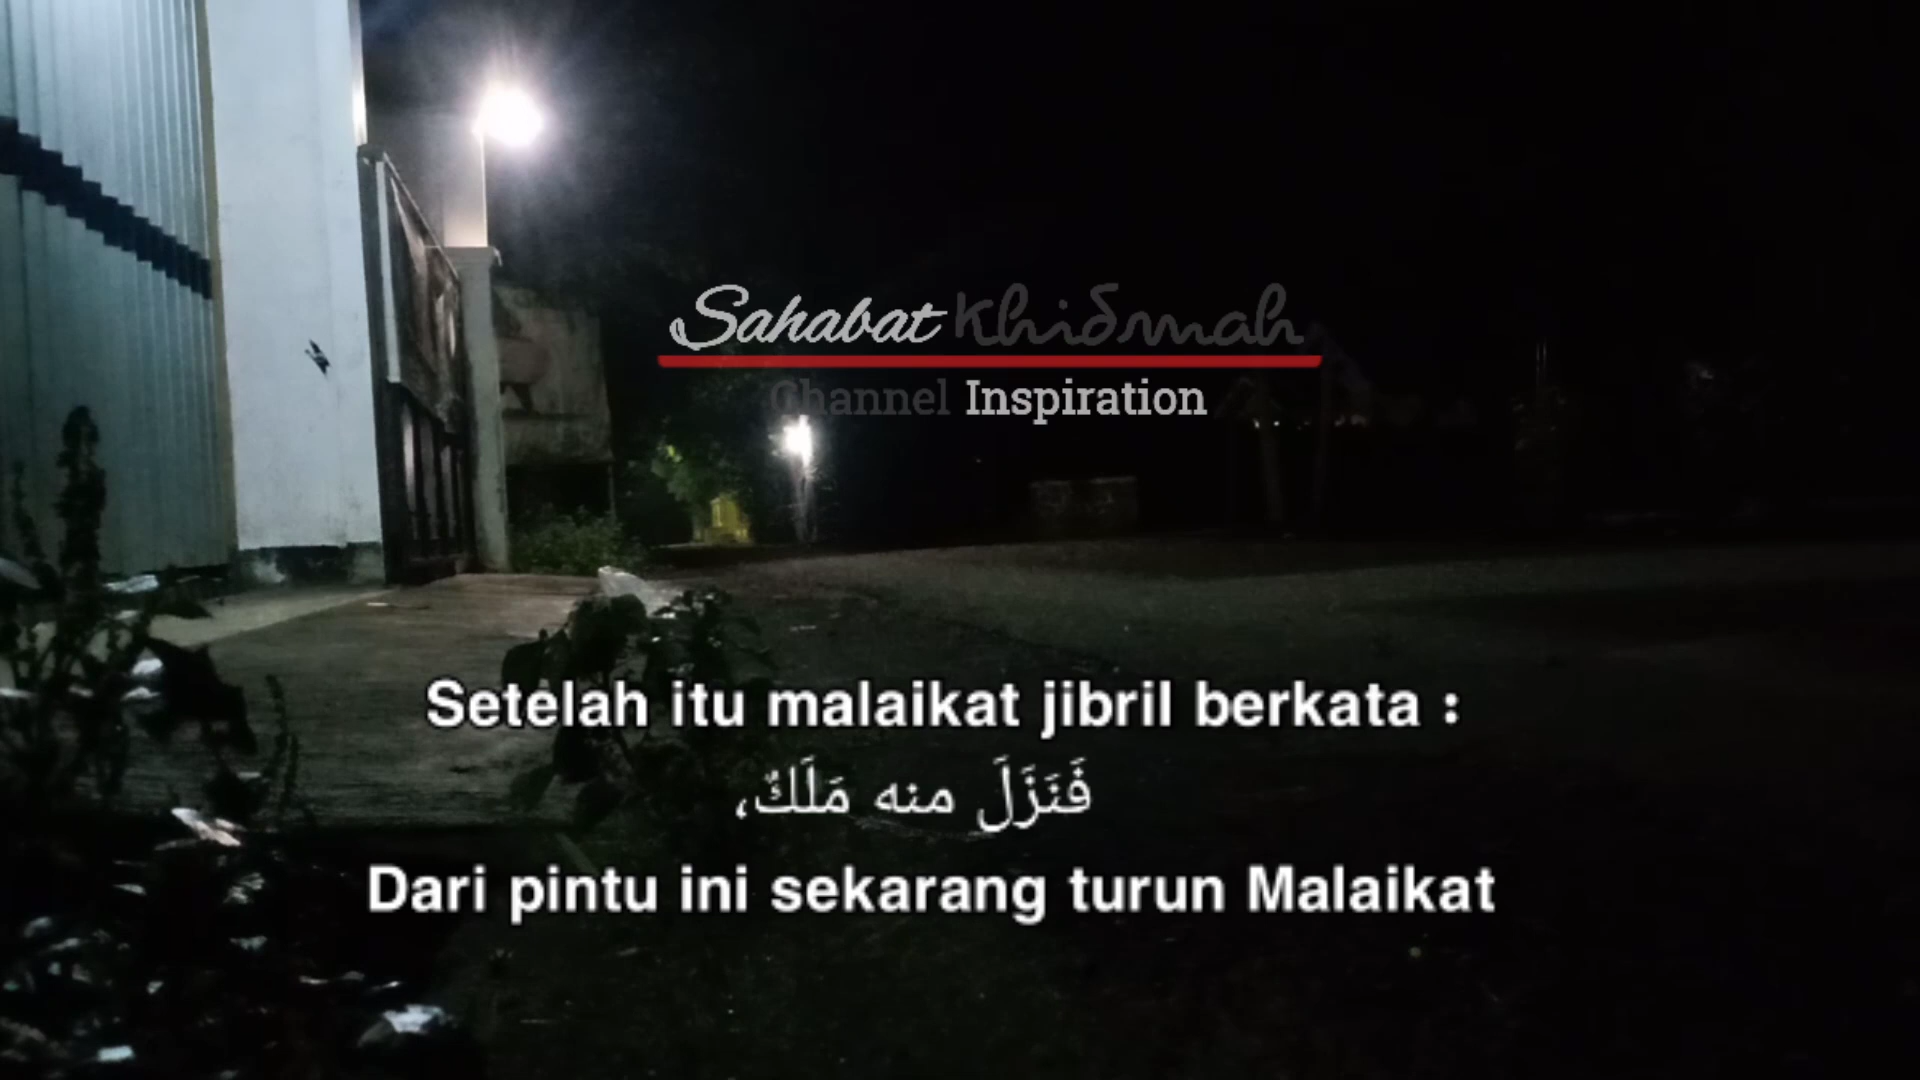 Sahabat Khidmah
Channel Inspiration
Setelah itu malaikat jibril berkata :
فَنَزَلَ منه مَلَكٌ،
Dari pintu ini sekarang turun Malaikat